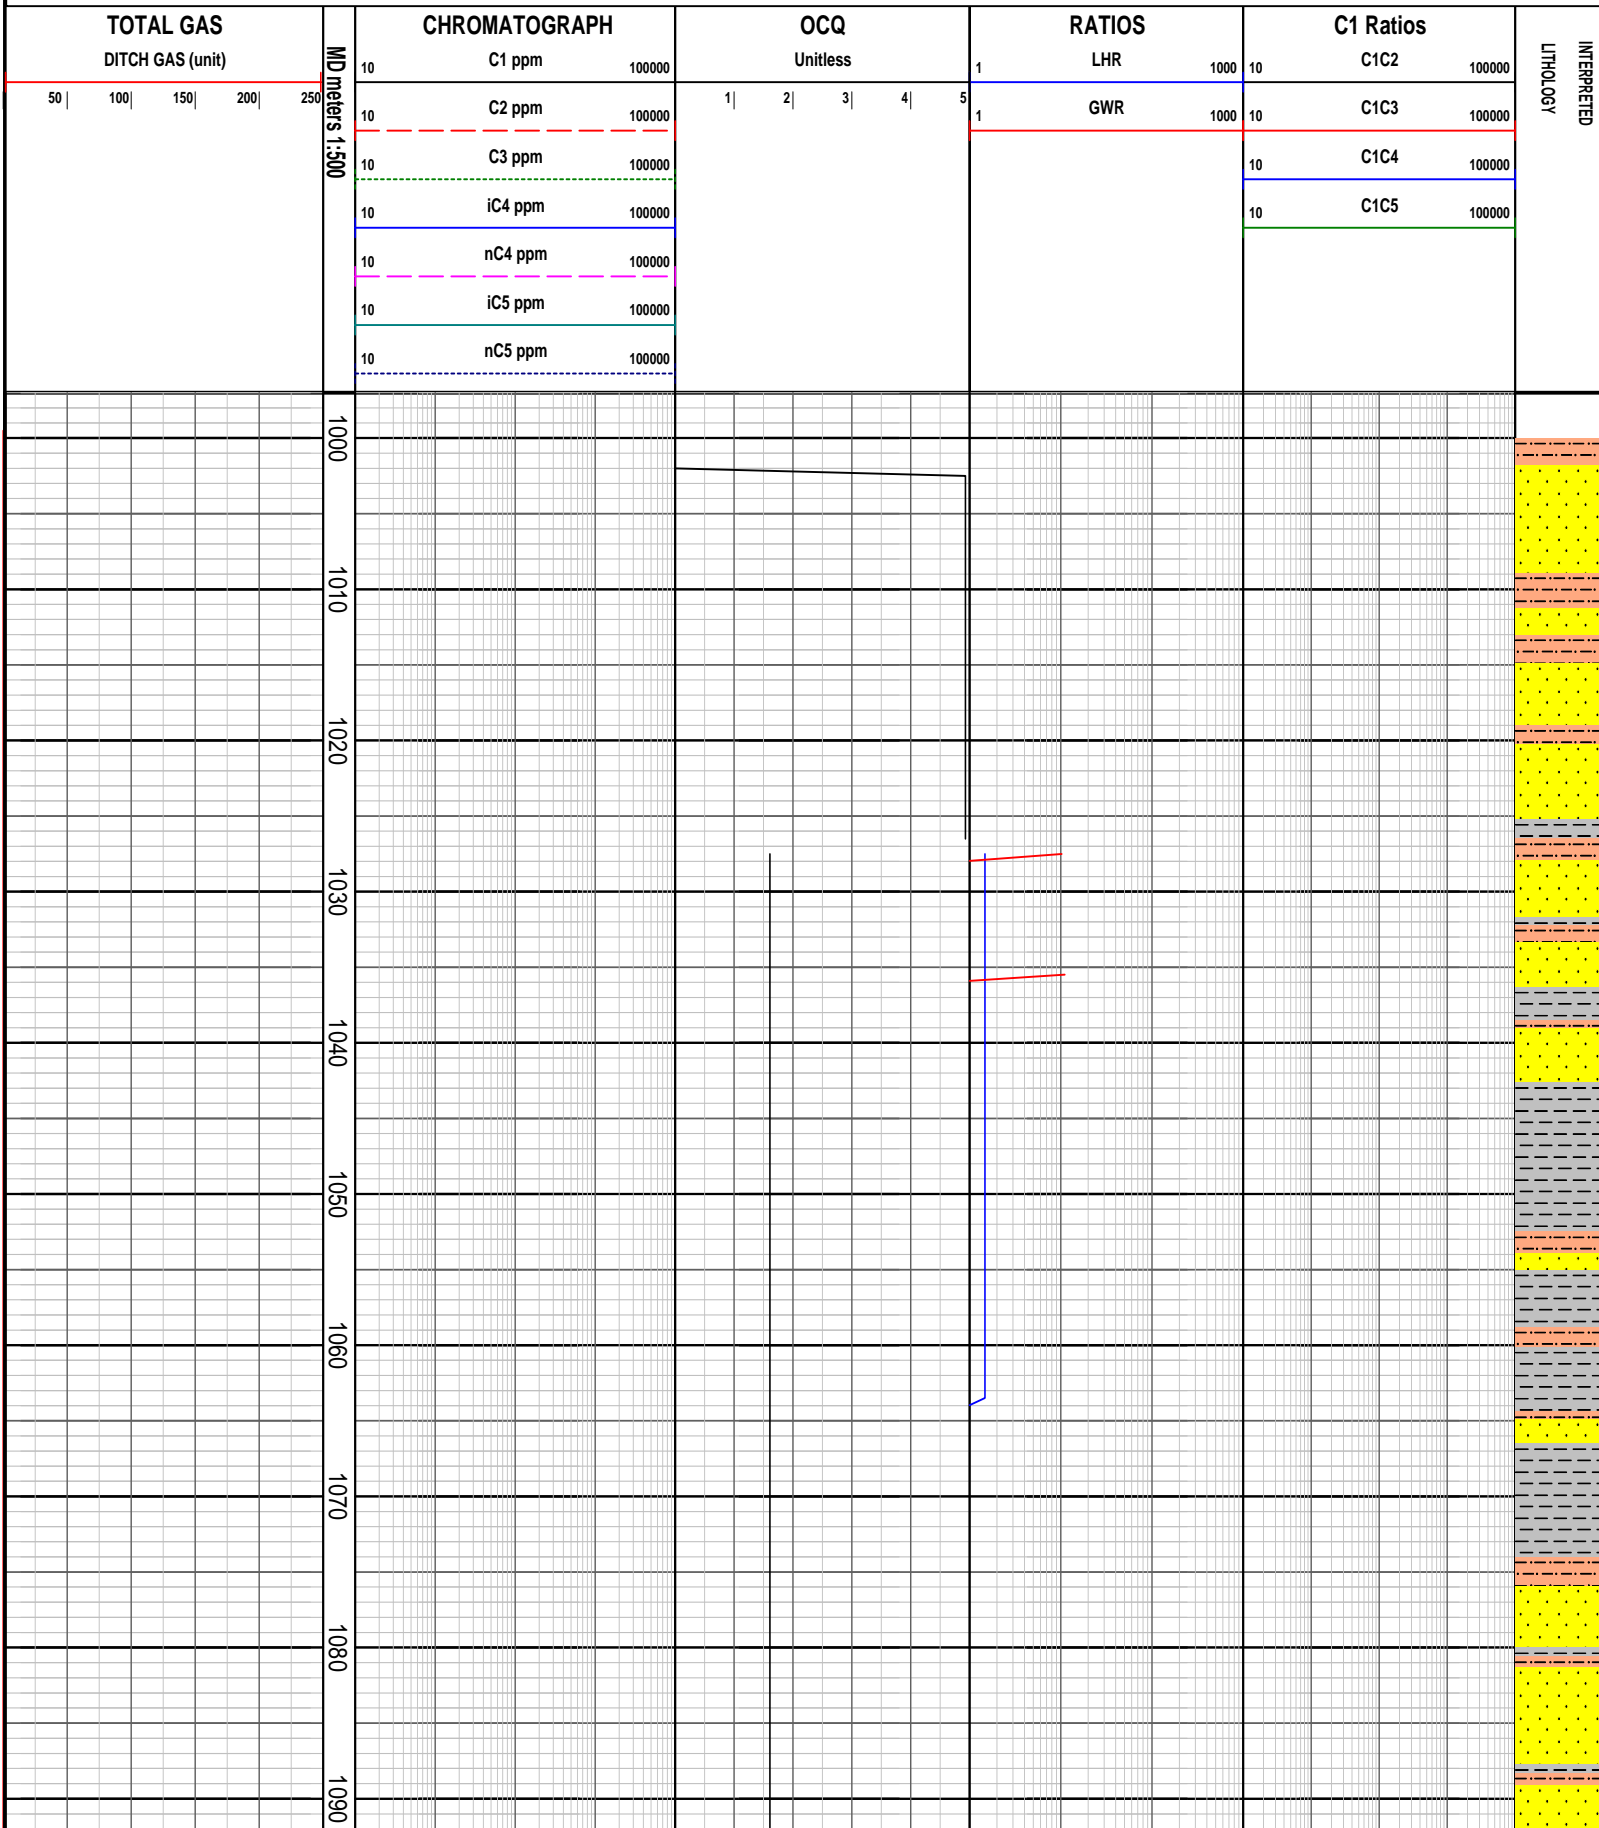 TOTAL GAS
DITCH GAS (unit)
50 100 150 200 250
MD meters 1:500
CHROMATOGRAPH
10 C1 ppm 100000
10 C2 ppm 100000
10 C3 ppm 100000
10 iC4 ppm 100000
10 nC4 ppm 100000
10 iC5 ppm 100000
10 nC5 ppm 100000
OCQ
Unitless
1 2 3 4 5
RATIOS
1 LHR 1000
1 GWR 1000
C1 Ratios
10 C1C2 100000
10 C1C3 100000
10 C1C4 100000
10 C1C5 100000
INTERPRETED
LITHOLOGY
1000
1010
1020
1030
1040
1050
1060
1070
1080
1090